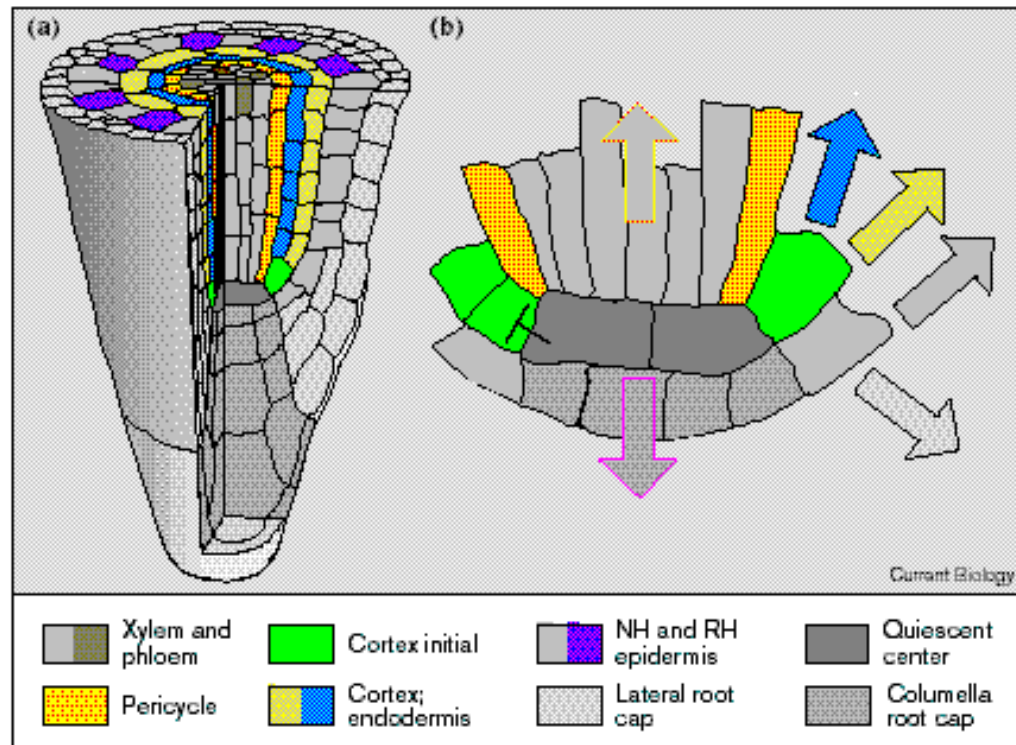 (a)
(b)
Current Biology
Xylem and
phloem
Cortex initial
NH and RH
epidermis
Quiescent
center
Pericycle
Cortex;
endodermis
Lateral root
cap
Columella
root cap